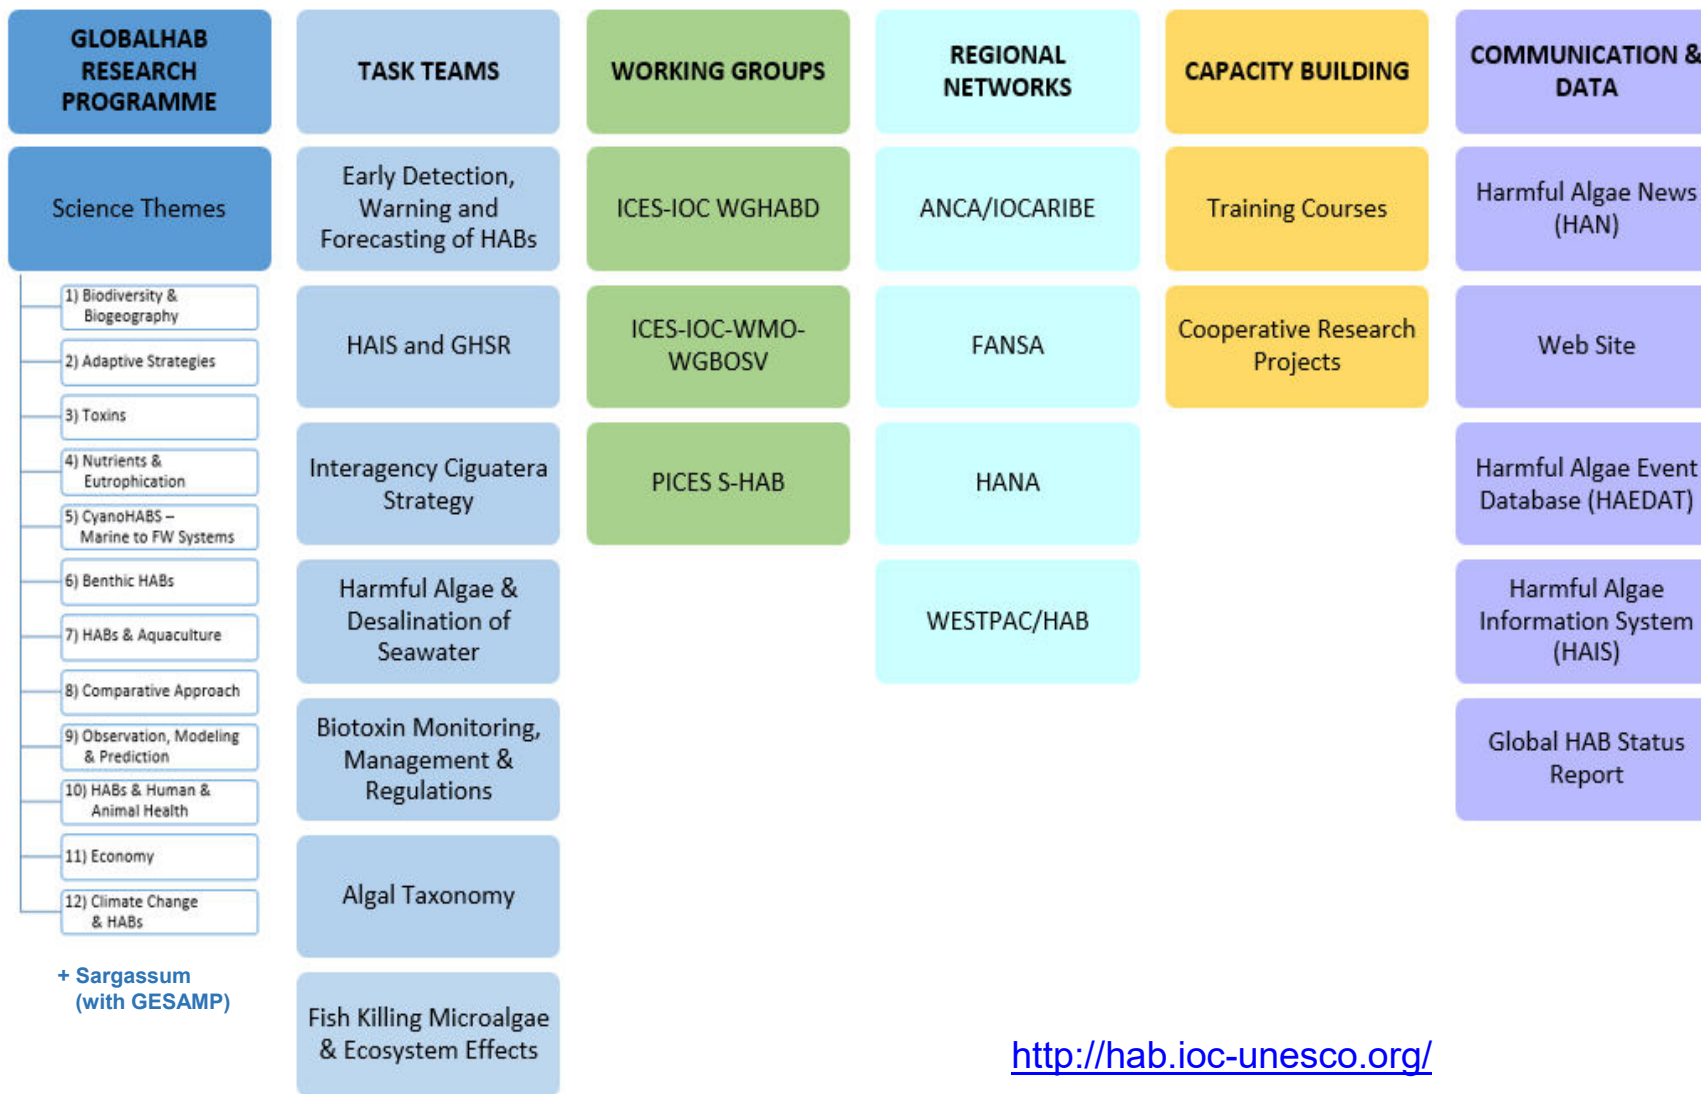 GLOBALHAB
RESEARCH
PROGRAMME
Science Themes
1) Biodiversity &
Biogeography
2) Adaptive Strategies
3) Toxins
4) Nutrients &
Eutrophication
5) CyanoHABS –
Marine to FW Systems
6) Benthic HABs
7) HABs & Aquaculture
8) Comparative Approach
9) Observation, Modeling
& Prediction
10) HABs & Human &
Animal Health
11) Economy
12) Climate Change
& HABs
+ Sargassum
(with GESAMP)
TASK TEAMS
Early Detection,
Warning and
Forecasting of HABs
HAIS and GHSR
Interagency Ciguatera
Strategy
Harmful Algae &
Desalination of
Seawater
Biotoxin Monitoring,
Management &
Regulations
Algal Taxonomy
Fish Killing Microalgae
& Ecosystem Effects
WORKING GROUPS
ICES-IOC WGHABD
ICES-IOC-WMO-
WGBOSV
PICES S-HAB
REGIONAL
NETWORKS
ANCA/IOCARIBE
FANSA
HANA
WESTPAC/HAB
CAPACITY BUILDING
Training Courses
Cooperative Research
Projects
COMMUNICATION &
DATA
Harmful Algae News
(HAN)
Web Site
Harmful Algae Event
Database (HAEDAT)
Harmful Algae
Information System
(HAIS)
Global HAB Status
Report
http://hab.ioc-unesco.org/